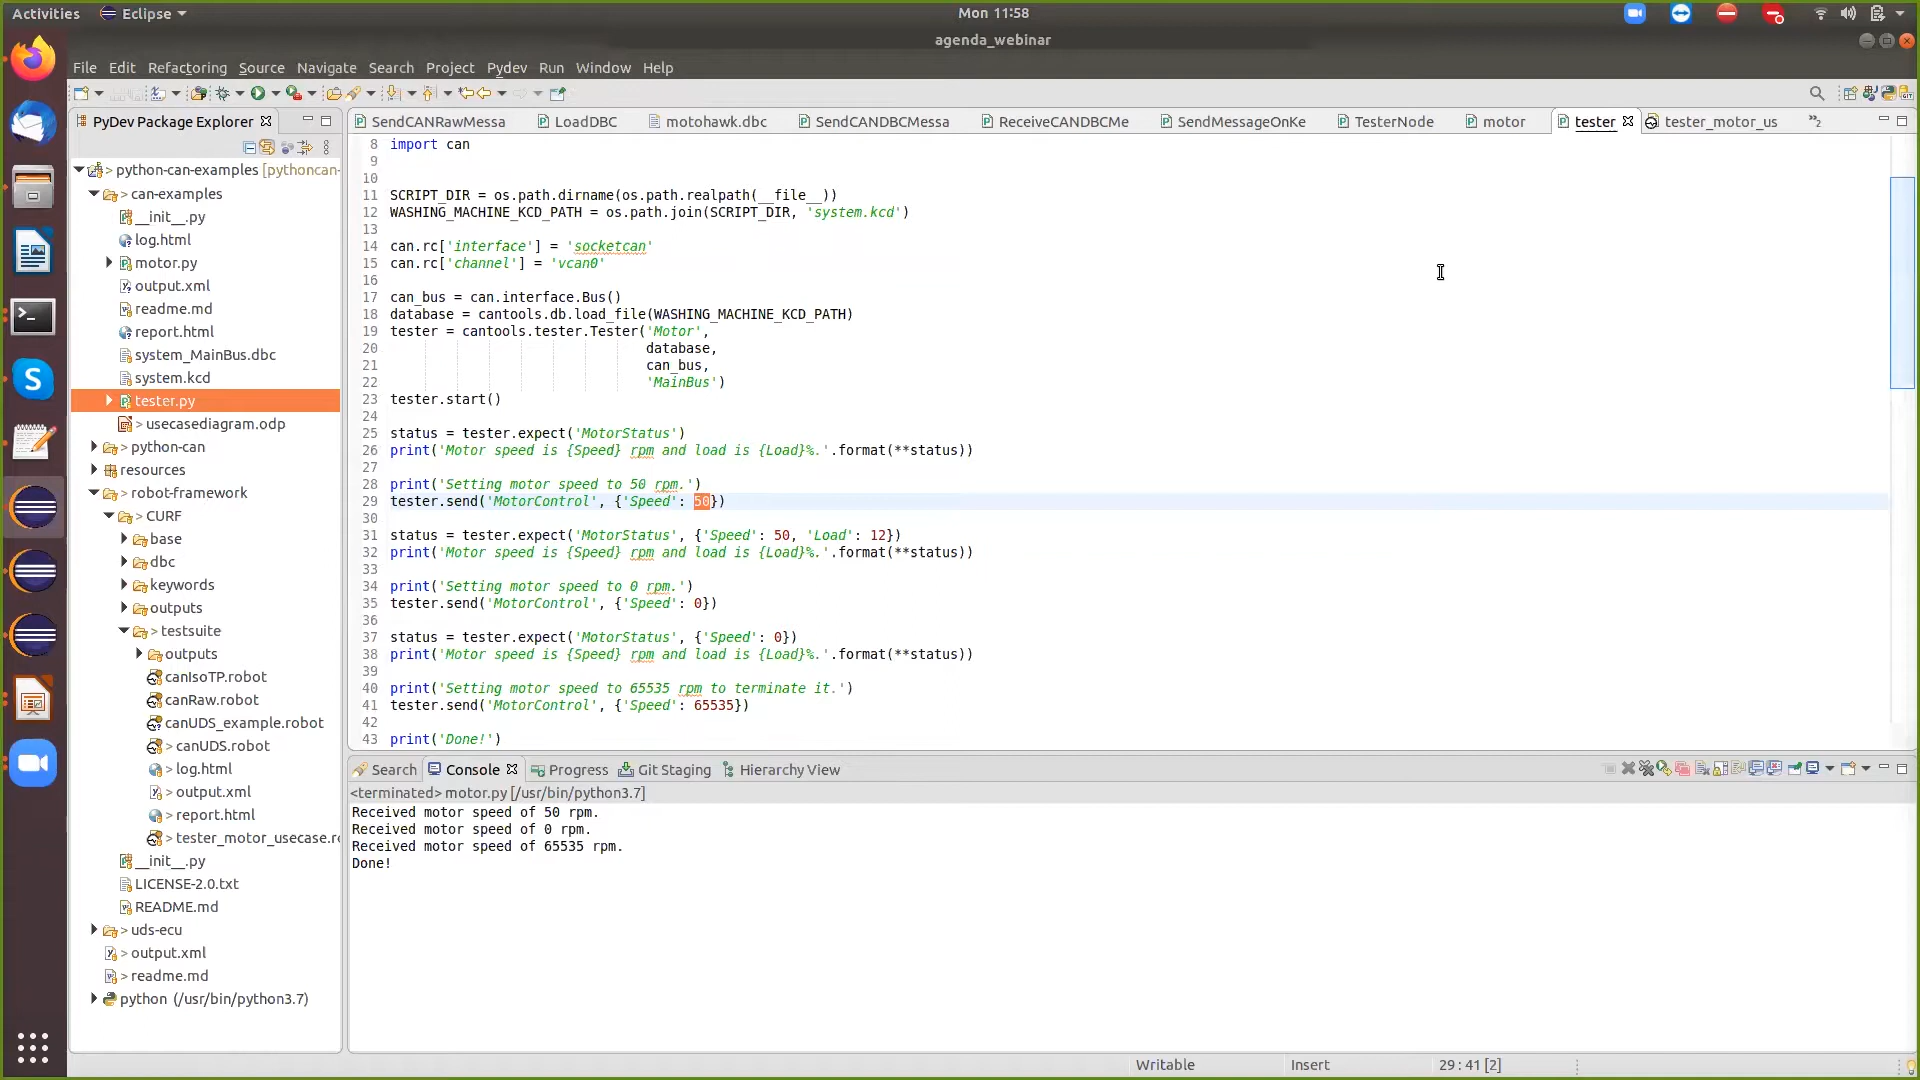 Activities
Eclipse
Mon 11:58
agenda_webinar
File Edit Refactoring Source Navigate Search Project Pydev Run Window Help
PyDev Package Explorer
SendCANRawMessa
LoadDBC
motohawk.dbc
SendCANDBCMessa
ReceiveCANDBCMe
SendMessageOnKe
TesterNode
motor
tester
tester_motor_us
»2
> python-can-examples [pythoncan-
> can-examples
__init__.py
log.html
motor.py
output.xml
readme.md
report.html
system_MainBus.dbc
system.kcd
tester.py
> usecasediagram.odp
> python-can
resources
> robot-framework
> CURF
> base
> dbc
> keywords
> outputs
> testsuite
> outputs
canIsoTP.robot
canRaw.robot
canUDS_example.robot
> canUDS.robot
> log.html
> output.xml
> report.html
> tester_motor_usecase.ro
__init__.py
LICENSE-2.0.txt
README.md
> uds-ecu
> output.xml
> readme.md
python (/usr/bin/python3.7)
8 import can
9
10
11 SCRIPT_DIR = os.path.dirname(os.path.realpath(__file__))
12 WASHING_MACHINE_KCD_PATH = os.path.join(SCRIPT_DIR, 'system.kcd')
13
14 can.rc['interface'] = 'socketcan'
15 can.rc['channel'] = 'vcan0'
16
17 can_bus = can.interface.Bus()
18 database = cantools.db.load_file(WASHING_MACHINE_KCD_PATH)
19 tester = cantools.tester.Tester('Motor',
20 database,
21 can_bus,
22 'MainBus')
23 tester.start()
24
25 status = tester.expect('MotorStatus')
26 print('Motor speed is {Speed} rpm and load is {Load}%.'.format(**status))
27
28 print('Setting motor speed to 50 rpm.')
29 tester.send('MotorControl', {'Speed': 50})
30
31 status = tester.expect('MotorStatus', {'Speed': 50, 'Load': 12})
32 print('Motor speed is {Speed} rpm and load is {Load}%.'.format(**status))
33
34 print('Setting motor speed to 0 rpm.')
35 tester.send('MotorControl', {'Speed': 0})
36
37 status = tester.expect('MotorStatus', {'Speed': 0})
38 print('Motor speed is {Speed} rpm and load is {Load}%.'.format(**status))
39
40 print('Setting motor speed to 65535 rpm to terminate it.')
41 tester.send('MotorControl', {'Speed': 65535})
42
43 print('Done!')
Search
Console
Progress
Git Staging
Hierarchy View
<terminated> motor.py [/usr/bin/python3.7]
Received motor speed of 50 rpm.
Received motor speed of 0 rpm.
Received motor speed of 65535 rpm.
Done!
Writable
Insert
29 : 41 [2]